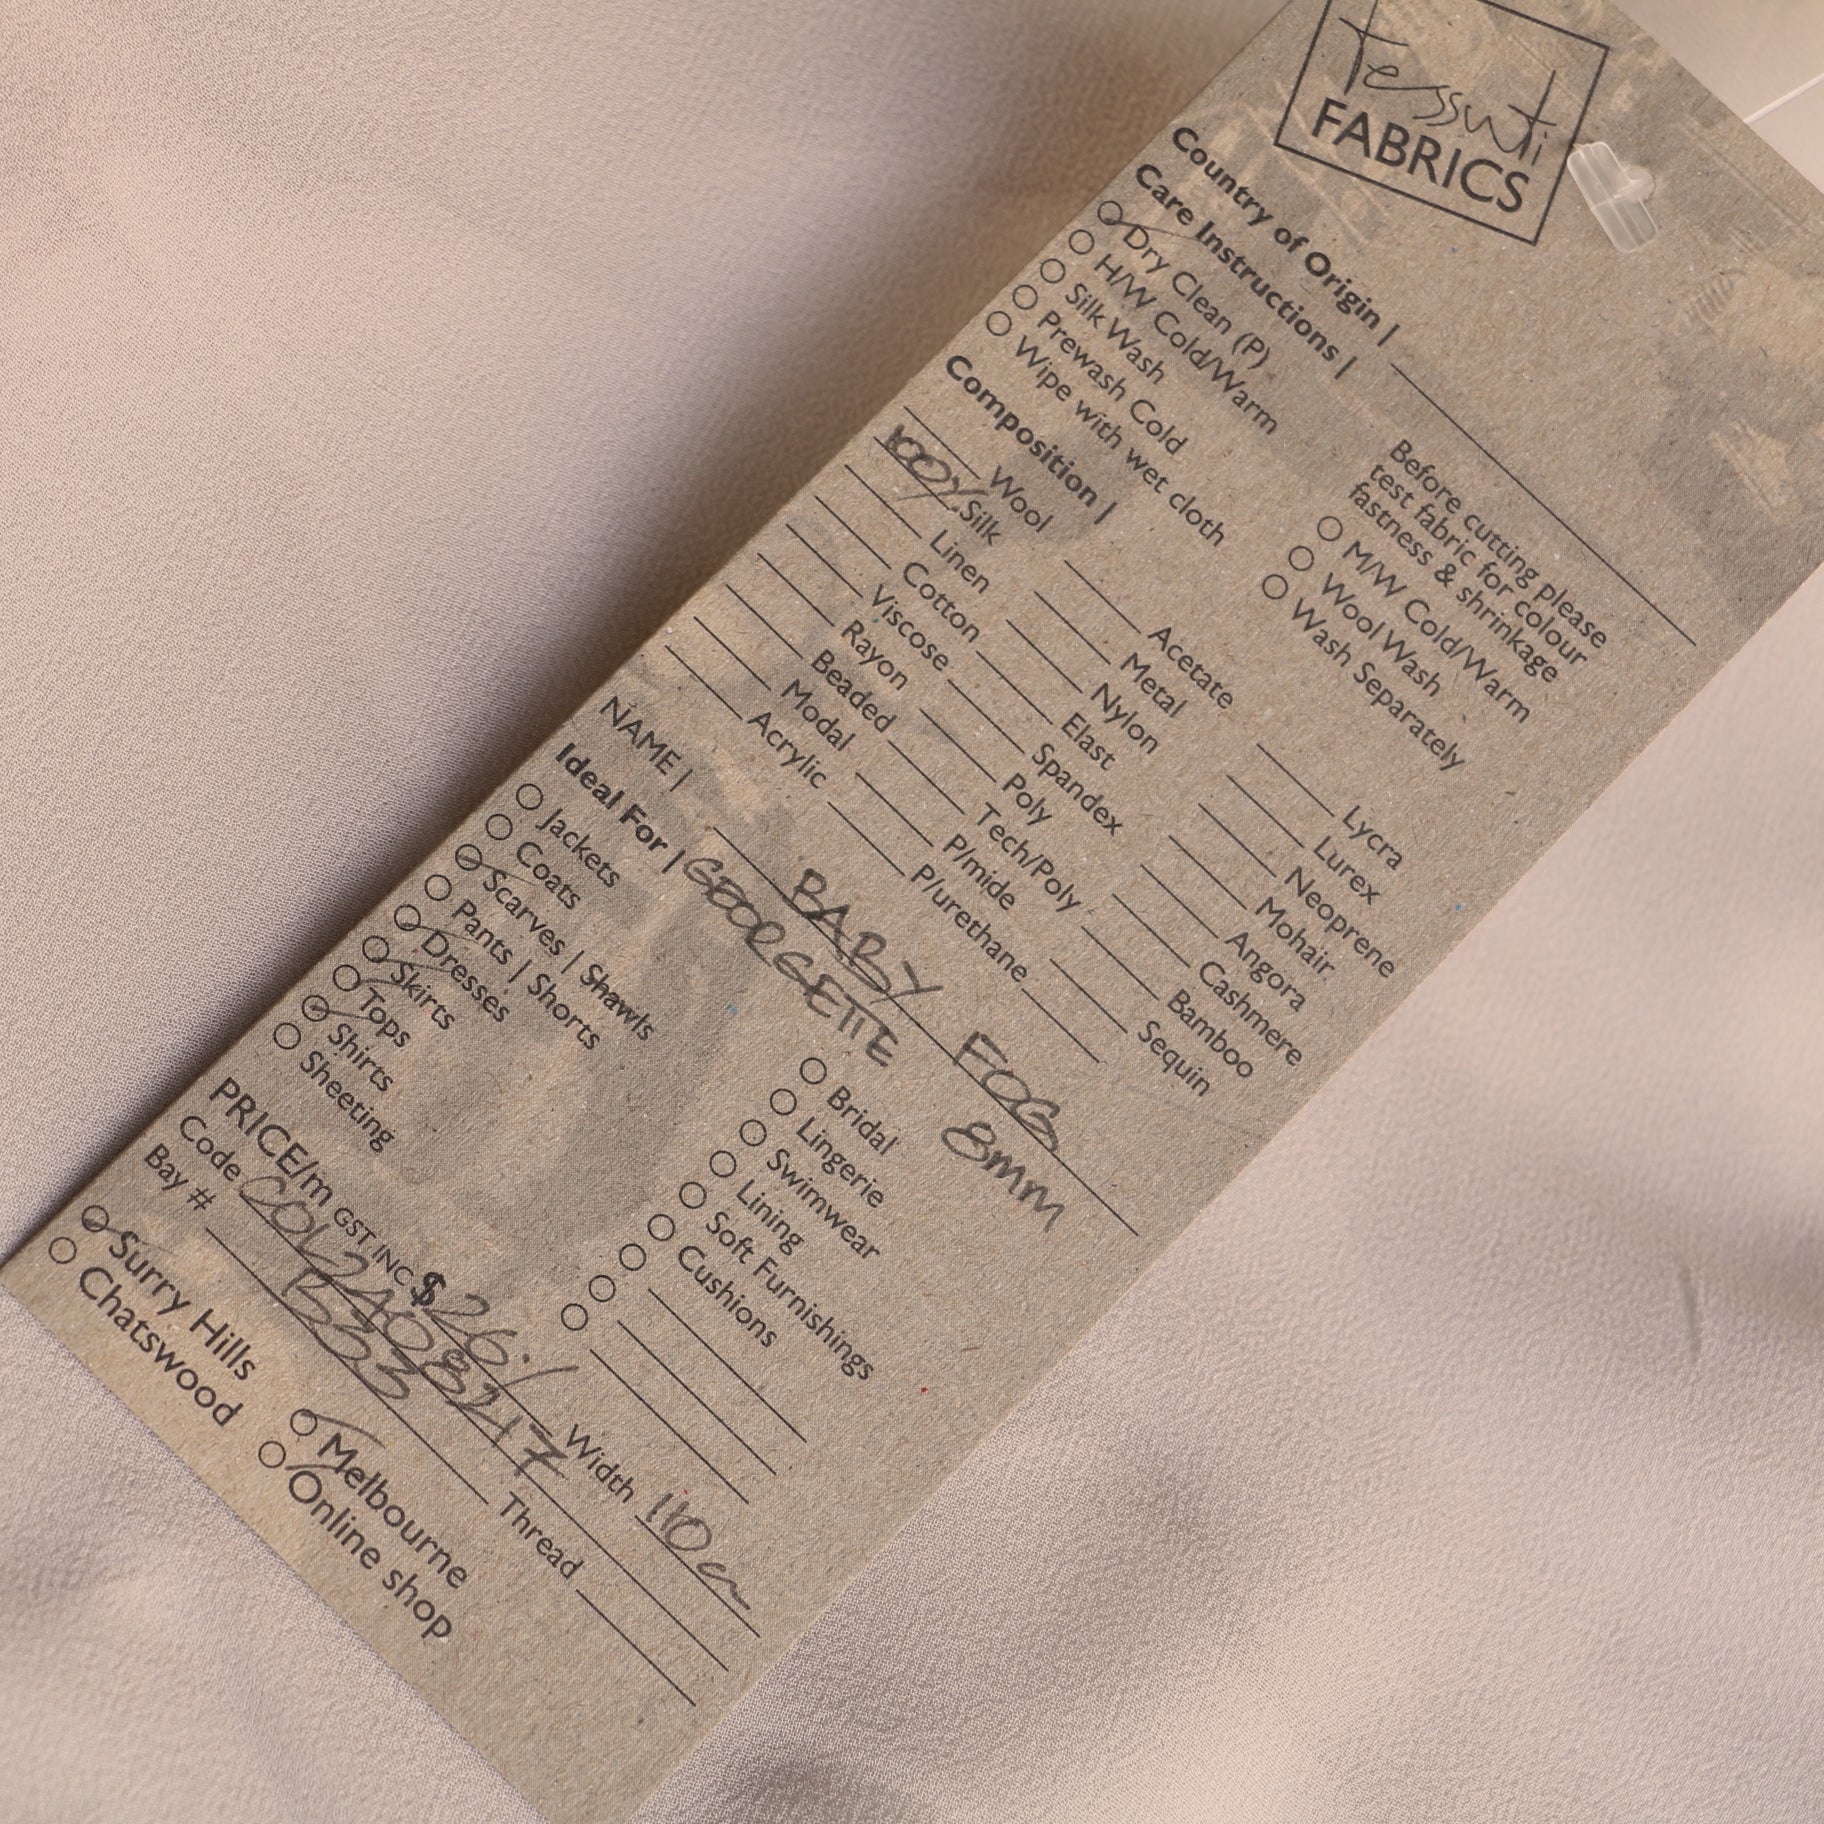 tessuti
FABRICS
Country of Origin |
Care Instructions |
Dry Clean (P)
H/W Cold/Warm
Silk Wash
Prewash Cold
Wipe with wet cloth
Before cutting please
test fabric for colour
fastness & shrinkage
M/W Cold/Warm
Wool Wash
Wash Separately
Composition |
Wool
100% Silk
Linen
Cotton
Viscose
Rayon
Beaded
Modal
Acrylic
Acetate
Metal
Nylon
Elast
Spandex
Poly
Tech/Poly
P/mide
P/urethane
Lycra
Lurex
Neoprene
Mohair
Angora
Cashmere
Bamboo
Sequin
NAME | BABY FOG
GEORGETTE 8mm
Ideal For |
Jackets
Coats
Scarves | Shawls
Pants | Shorts
Dresses
Skirts
Tops
Shirts
Sheeting
Bridal
Lingerie
Swimwear
Lining
Soft Furnishings
Cushions
PRICE/m GST INC $26./ Width 110cm
Code COL2408247
Bay # B33 Thread
Surry Hills
Chatswood
Melbourne
Online shop